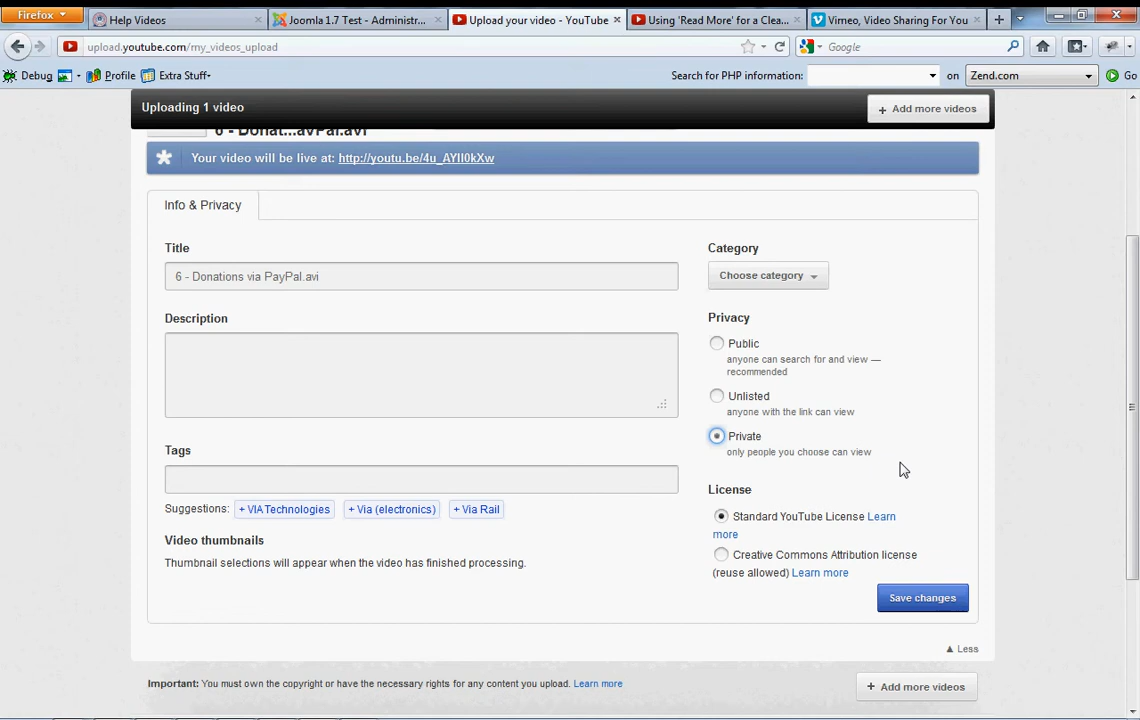 Firefox
Help Videos
Joomla 1.7 Test - Administr...
Upload your video - YouTube
Using 'Read More' for a Clea...
Vimeo, Video Sharing For You
upload.youtube.com/my_videos_upload
Google
Debug
Profile
Extra Stuff
Search for PHP information:
on
Zend.com
Go
Uploading 1 video
+ Add more videos
6 - Donat...ayPal.avi
Your video will be live at: http://youtu.be/4u_AYII0kXw
Info & Privacy
Title
6 - Donations via PayPal.avi
Description
Tags
Suggestions: + VIA Technologies + Via (electronics) + Via Rail
Video thumbnails
Thumbnail selections will appear when the video has finished processing.
Category
Choose category
Privacy
Public
anyone can search for and view —
recommended
Unlisted
anyone with the link can view
Private
only people you choose can view
License
Standard YouTube License Learn
more
Creative Commons Attribution license
(reuse allowed) Learn more
Save changes
Less
Important: You must own the copyright or have the necessary rights for any content you upload. Learn more
+ Add more videos